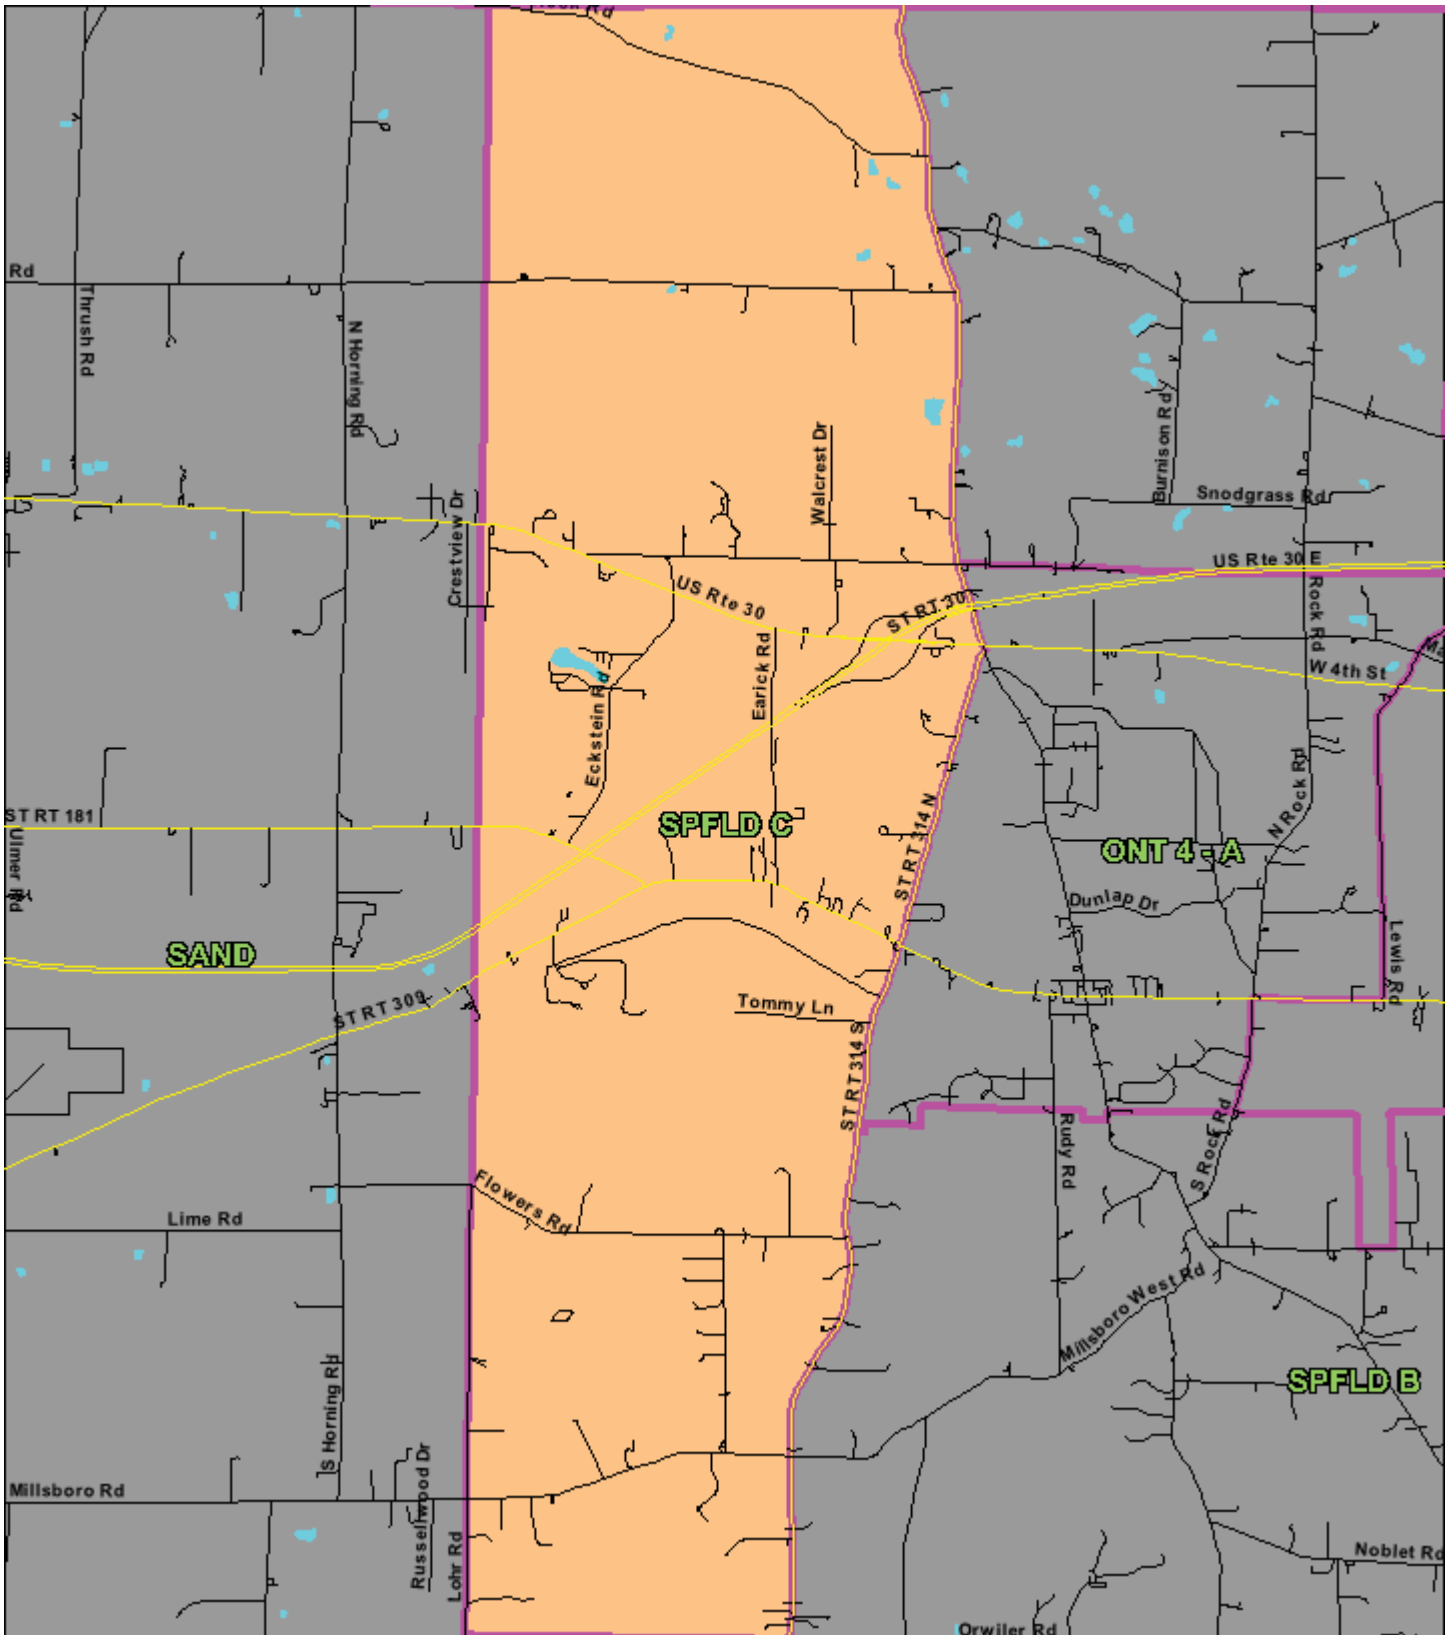 Rd
Rd
Thrush Rd
N Horning Rd
Burnison Rd
Walcrest Dr
Snodgrass Rd
Crestview Dr
US Rte 30
US Rte 30 E
ST RT 30
N Rock Rd
W 4th St
Earick Rd
Eckstein Rd
ST RT 181
SPFLD C
ST RT 314 N
N Rock Rd
ONT 4 - A
Ulmer Rd
Dunlap Dr
SAND
Lewis Rd
ST RT 309
Tommy Ln
ST RT 314 S
Rudy Rd
S Rock Rd
Flowers Rd
Lime Rd
Millsboro West Rd
S Horning Rd
SPFLD B
Millsboro Rd
Russellwood Dr
Lohr Rd
Noblet Rd
Orwiler Rd